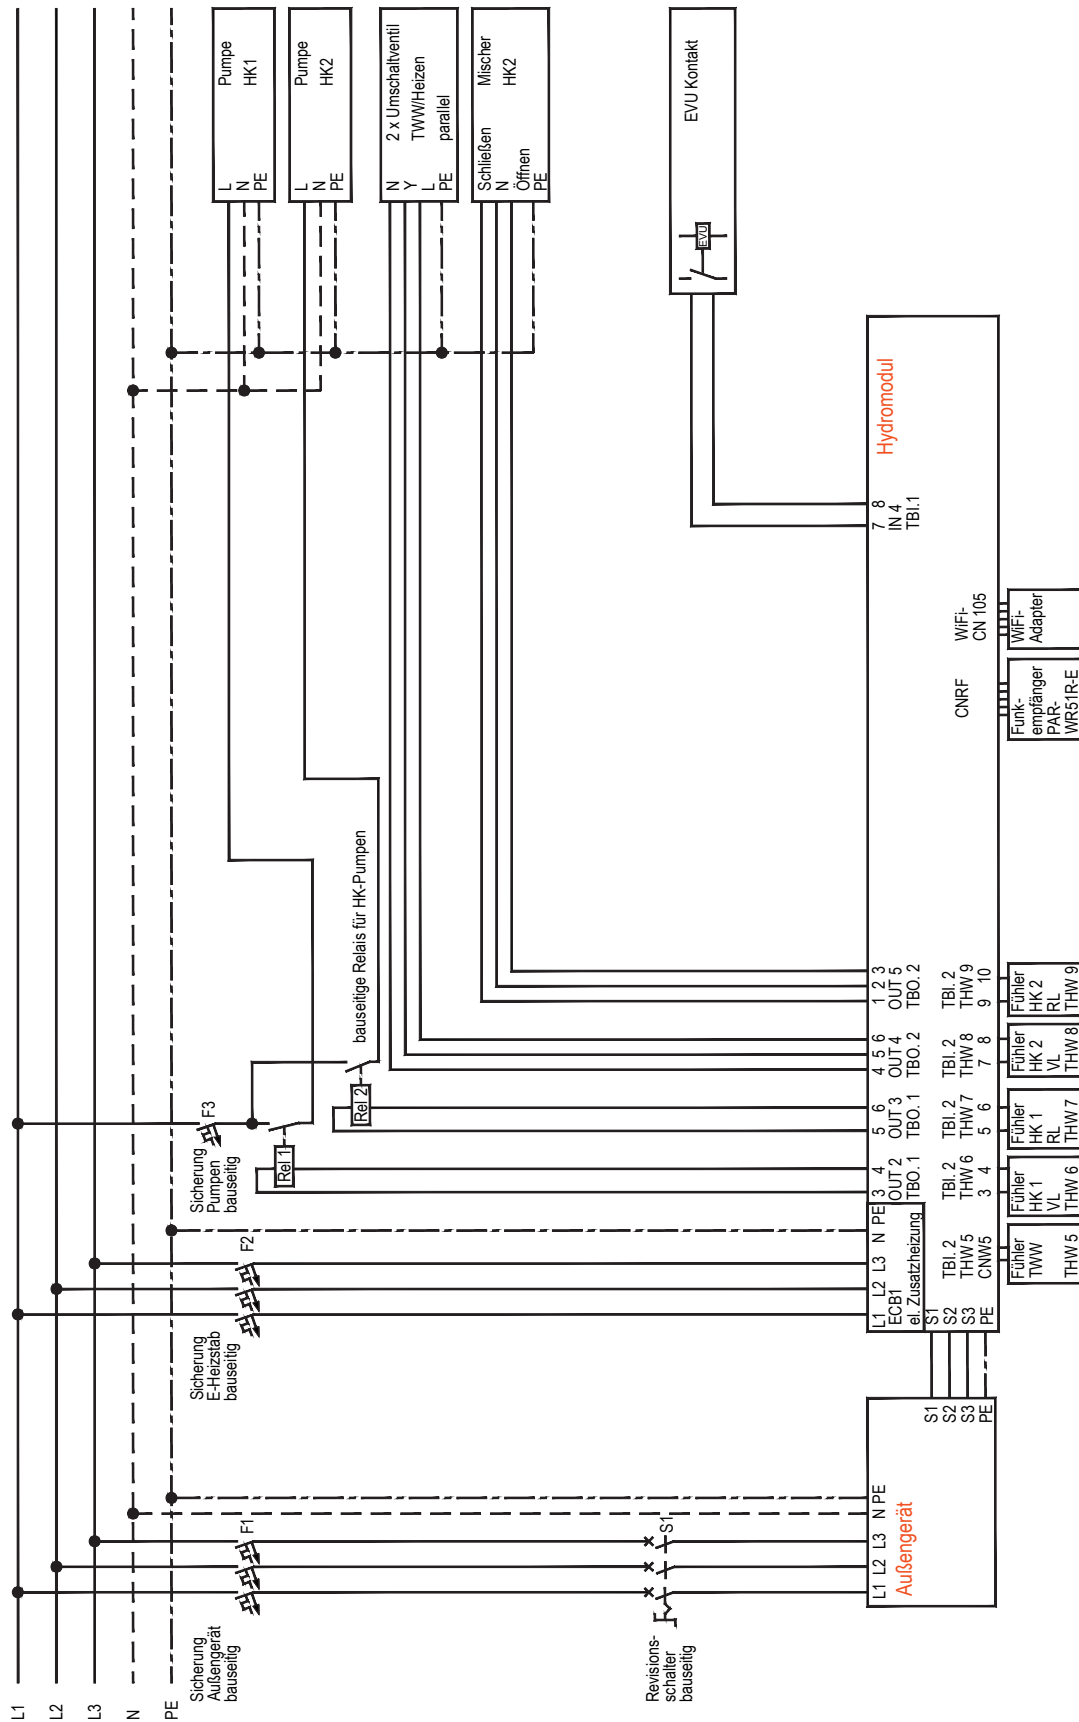 L1
L2
L3
N
PE
Sicherung
Außengerät
bauseitig
F1
Revisions-
schalter
bauseitig
S1
L1 L2 L3 N PE
Außengerät
S1
S2
S3
PE
Sicherung
E-Heizstab
bauseitig
F2
Sicherung
Pumpen
bauseitig
F3
Rel 1
Rel 2
bauseitige Relais für HK-Pumpen
Pumpe
HK1
L
N
PE
Pumpe
HK2
L
N
PE
2 x Umschaltventil
TWW/Heizen
parallel
N
Y
L
PE
Mischer
HK2
Schließen
N
Öffnen
PE
EVU Kontakt
EVU
Hydromodul
L1 L2 L3 N PE
ECB1
el. Zusatzheizung
S1
S2
S3
PE
3 4
OUT 2
TBO. 1
5 6
OUT 3
TBO. 1
4 5 6
OUT 4
TBO. 2
1 2 3
OUT 5
TBO. 2
7 8
IN 4
TBI.1
TBI. 2
THW 5
CNW5
TBI. 2
THW 6
3 4
TBI. 2
THW 7
5 6
TBI. 2
THW 8
7 8
TBI. 2
THW 9
9 10
CNRF
WiFi-
CN 105
Fühler
TWW
THW 5
Fühler
HK 1
VL
THW 6
Fühler
HK 1
RL
THW 7
Fühler
HK 2
VL
THW 8
Fühler
HK 2
RL
THW 9
Funk-
empfänger
PAR-
WR51R-E
WiFi-
Adapter